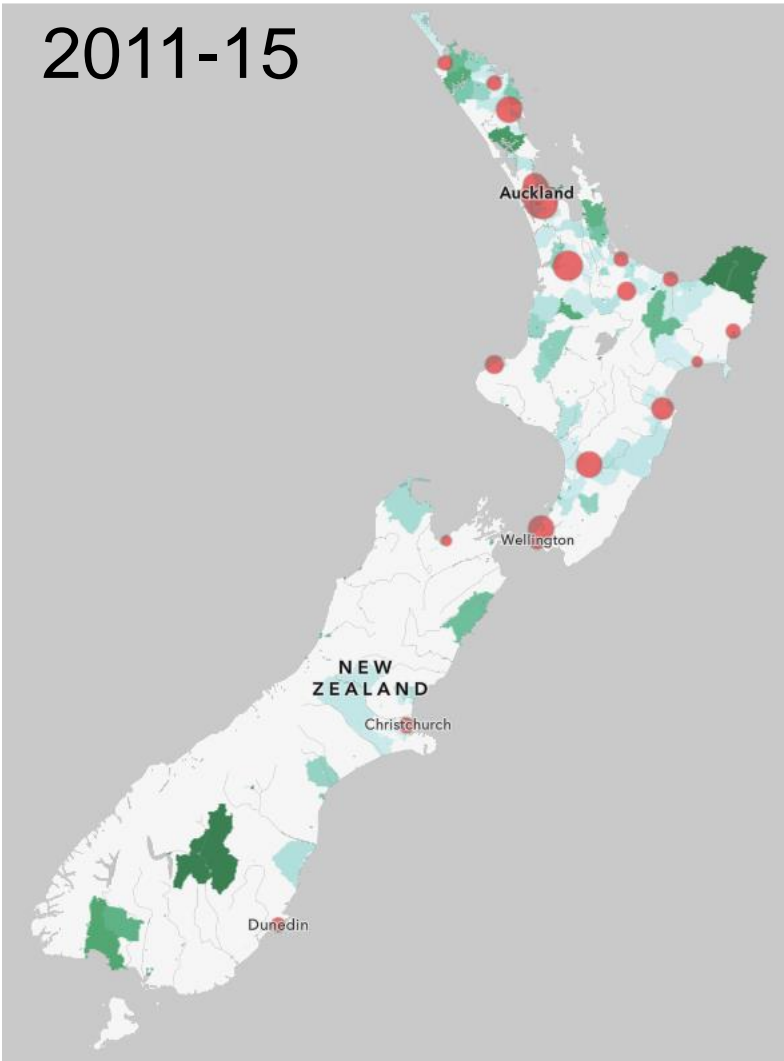 2011-15
Auckland
Wellington
NEW
ZEALAND
Christchurch
Dunedin